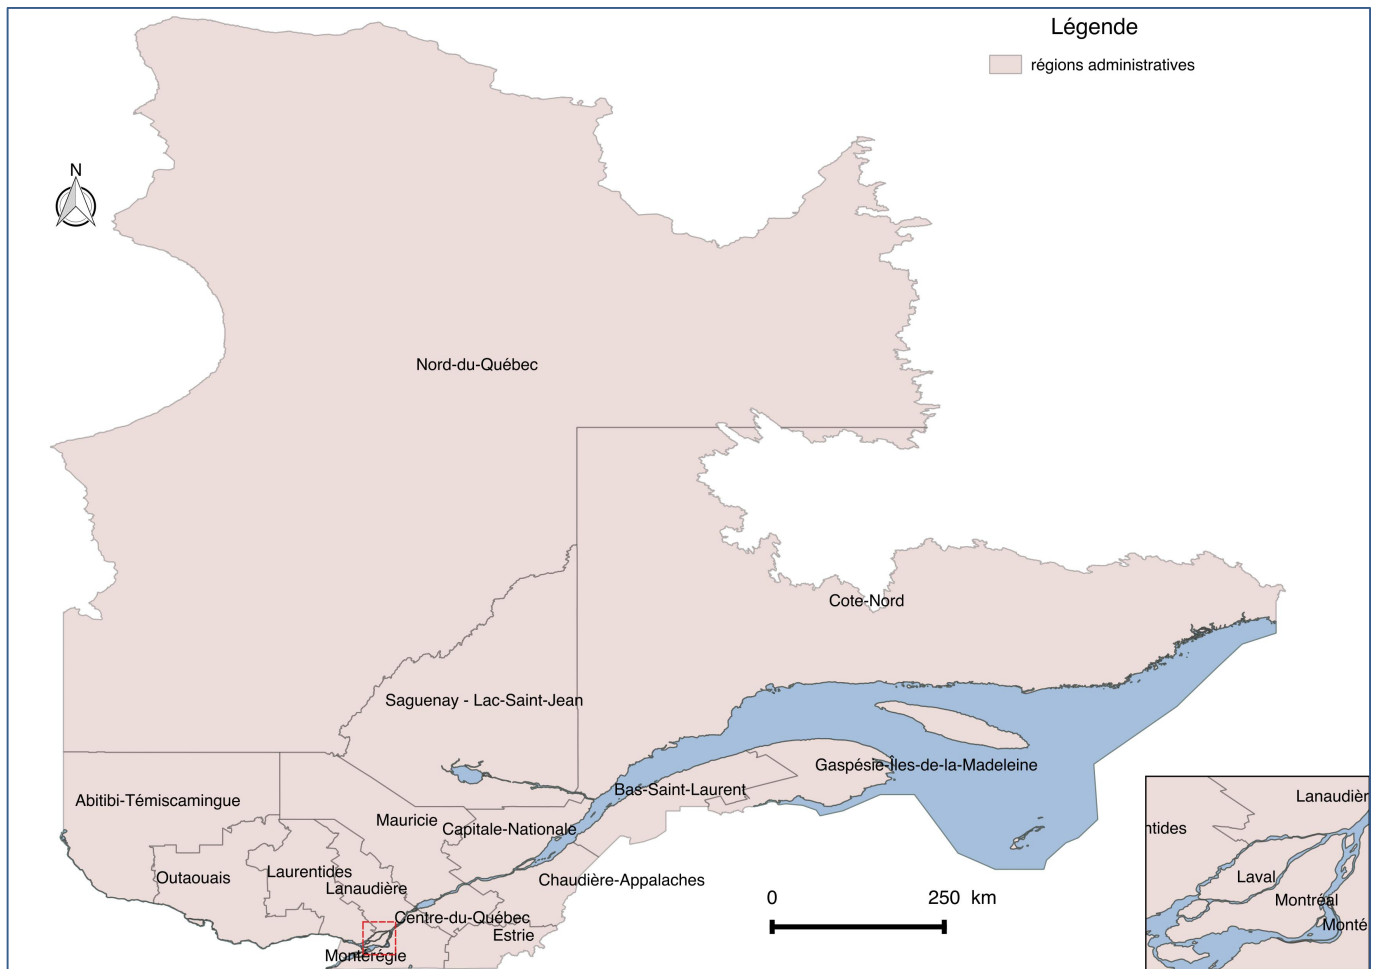 Légende
régions administratives
N
Nord-du-Québec
Cote-Nord
Saguenay - Lac-Saint-Jean
Gaspésie-Iles-de-la-Madeleine
Bas-Saint-Laurent
Abitibi-Témiscamingue
Mauricie
Capitale-Nationale
Outaouais
Laurentides
Lanaudière
Chaudière-Appalaches
Centre-du-Québec
Estrie
Montérégie
0 250 km
Lanaudièr
ntides
Laval
Montréal
Monté